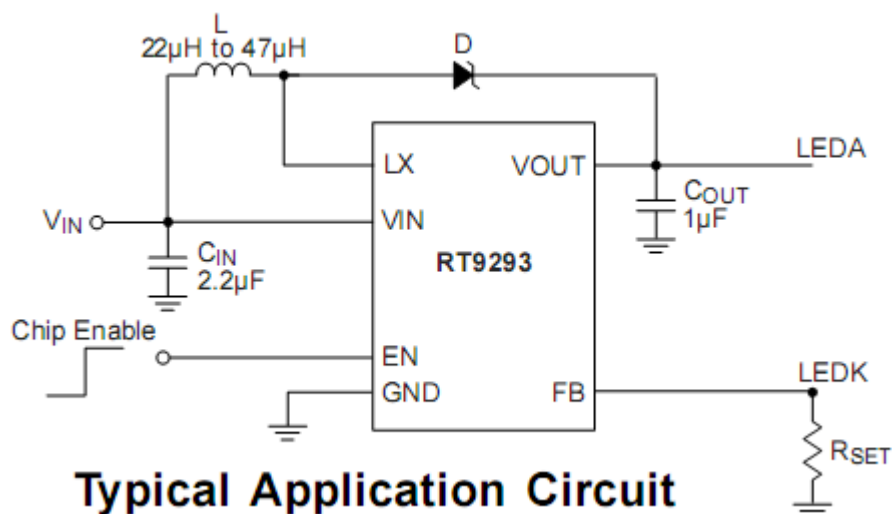 L
22µH to 47µH
D
LX
VOUT
LEDA
VIN
VIN
COUT
1µF
CIN
2.2µF
RT9293
Chip Enable
EN
GND
FB
LEDK
RSET
Typical Application Circuit